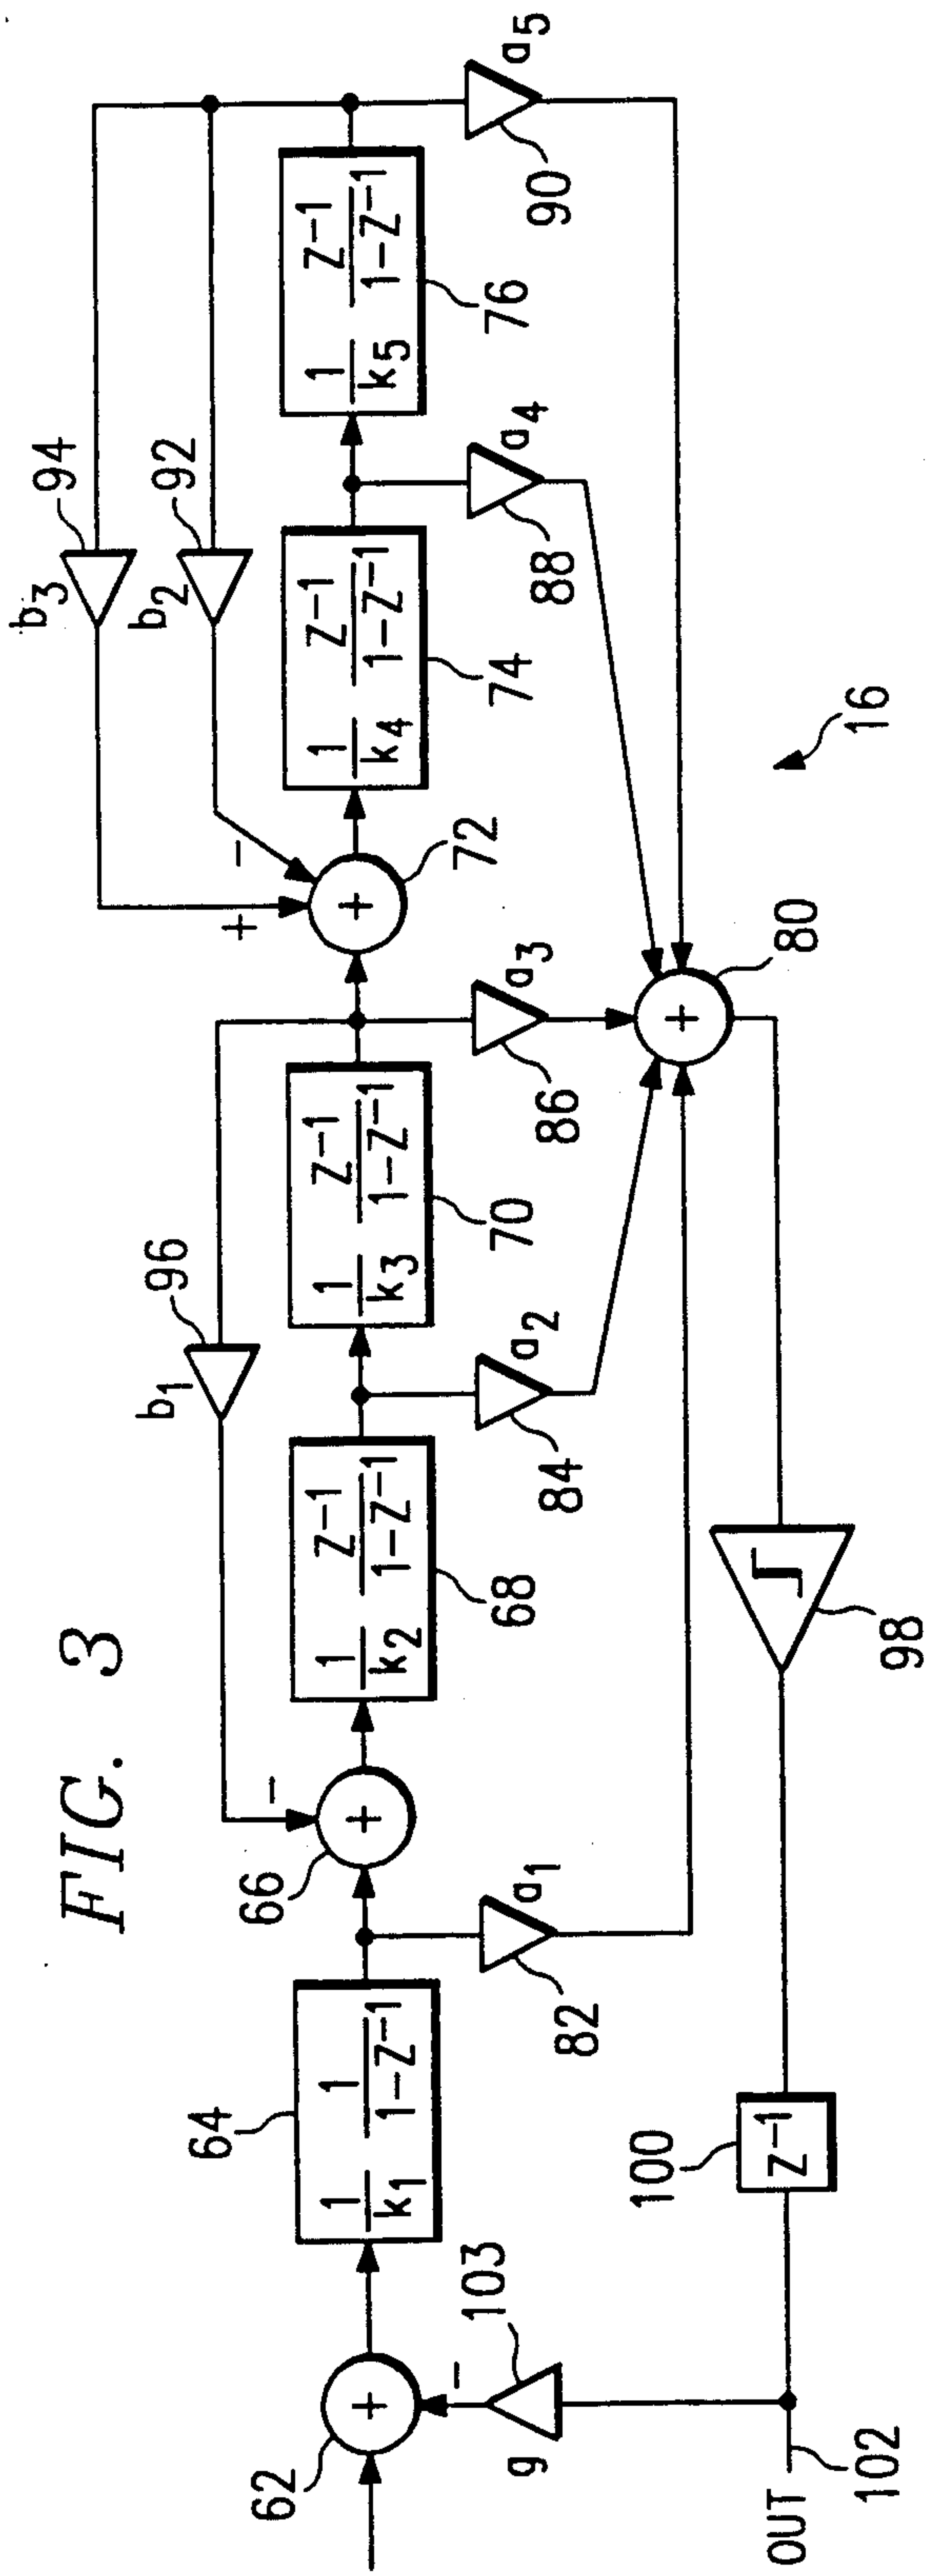 FIG. 3
b3 94
b1 96
b2 92
62
+
64
1/k1 1/1−Z−1
66
+
−
1/k2 Z−1/1−Z−1
68
1/k3 Z−1/1−Z−1
70
+
+
−
72
1/k4 Z−1/1−Z−1
74
1/k5 Z−1/1−Z−1
76
a1
82
a2
84
a3
86
a4
88
a5
90
−
g
103
+
80
16
100
Z−1
98
OUT
102